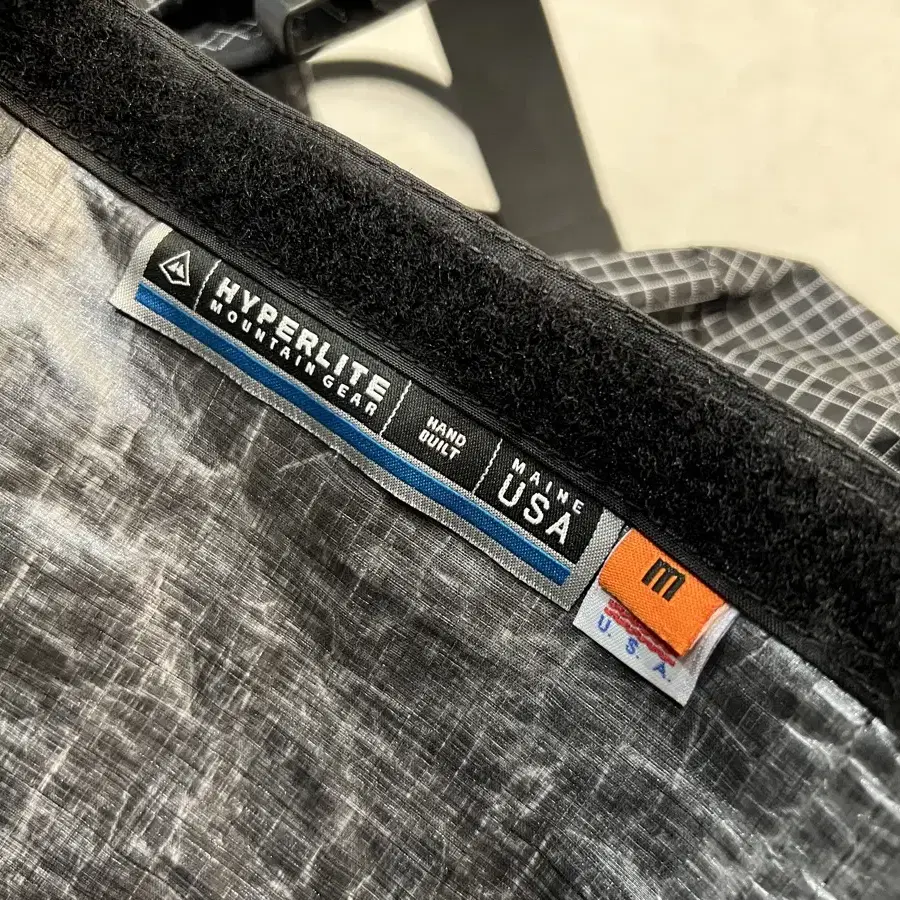 HYPERLITE
MOUNTAIN GEAR
HAND
BUILT
MAINE
USA
m
U. S. A.